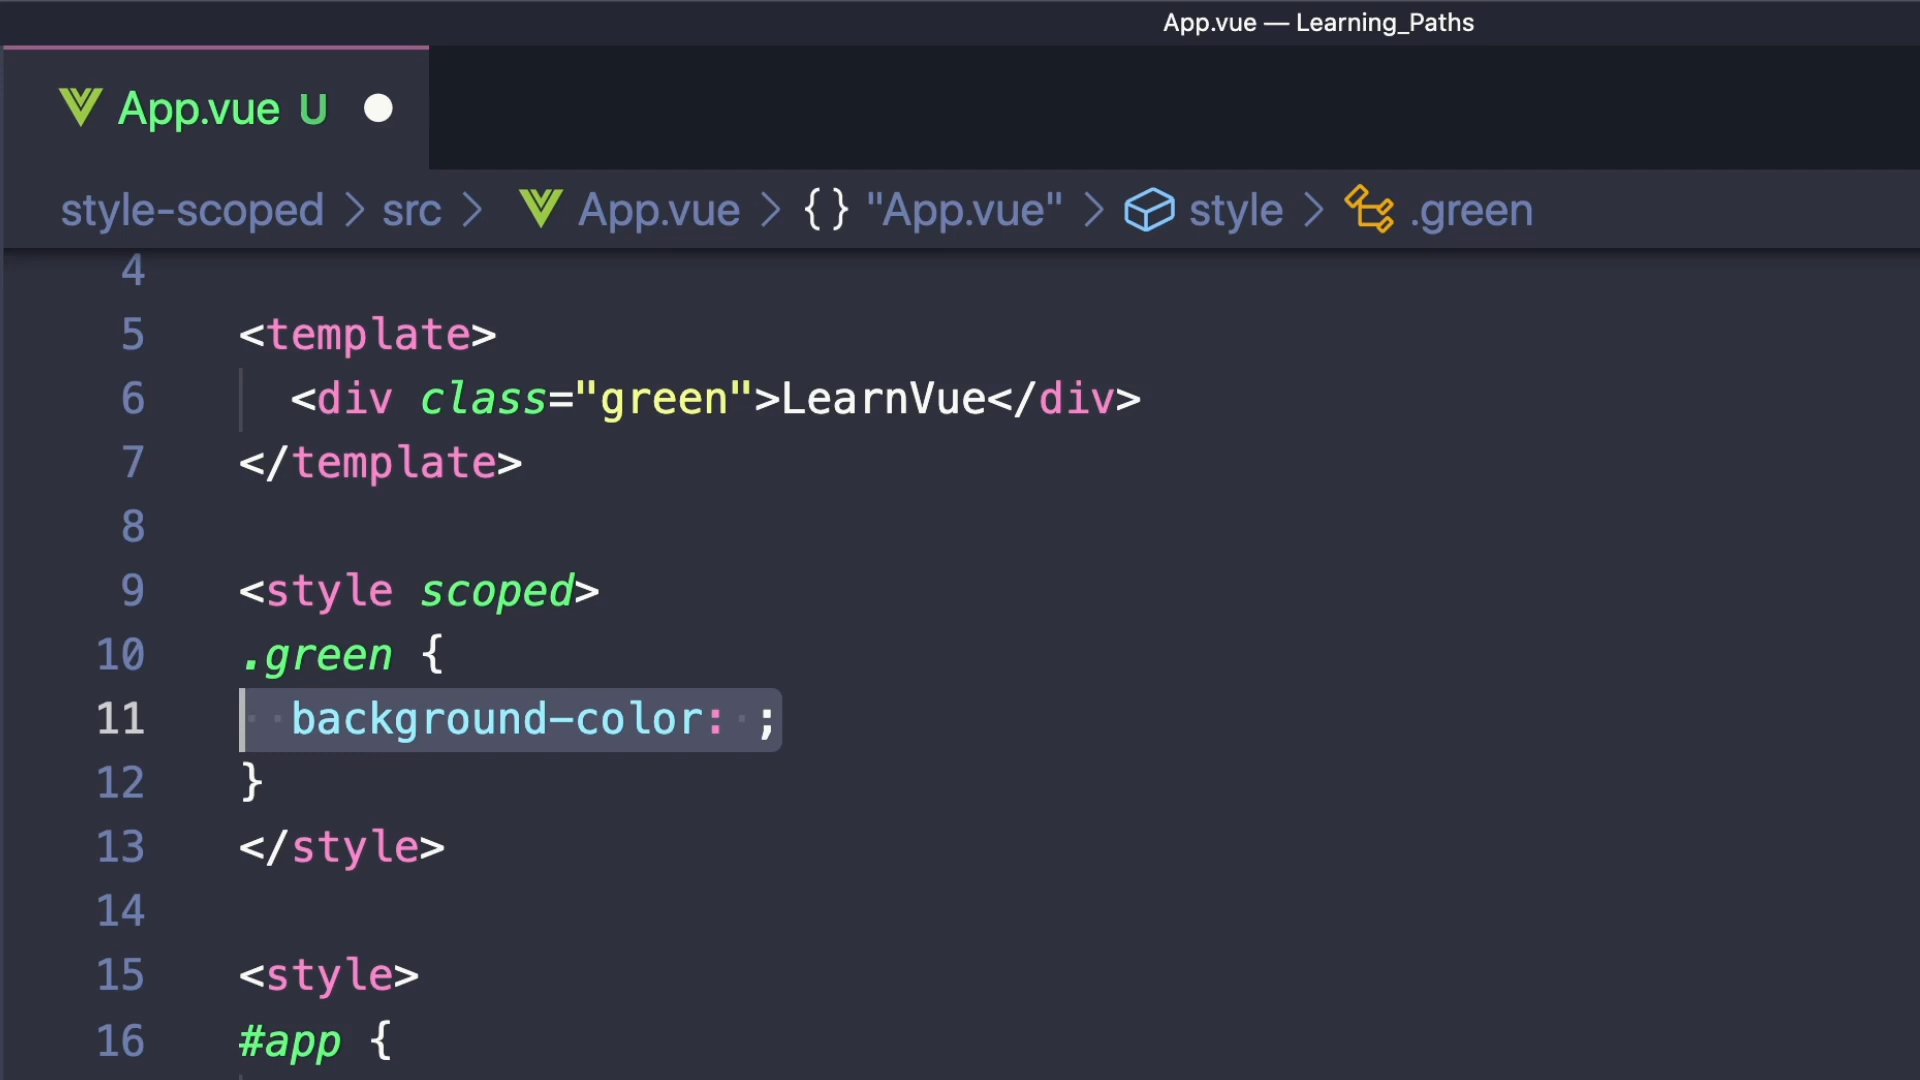 App.vue — Learning_Paths
App.vue U
style-scoped > src > App.vue > {} "App.vue" > style > .green
4
5 <template>
6 <div class="green">LearnVue</div>
7 </template>
8
9 <style scoped>
10 .green {
11 background-color: ;
12 }
13 </style>
14
15 <style>
16 #app {